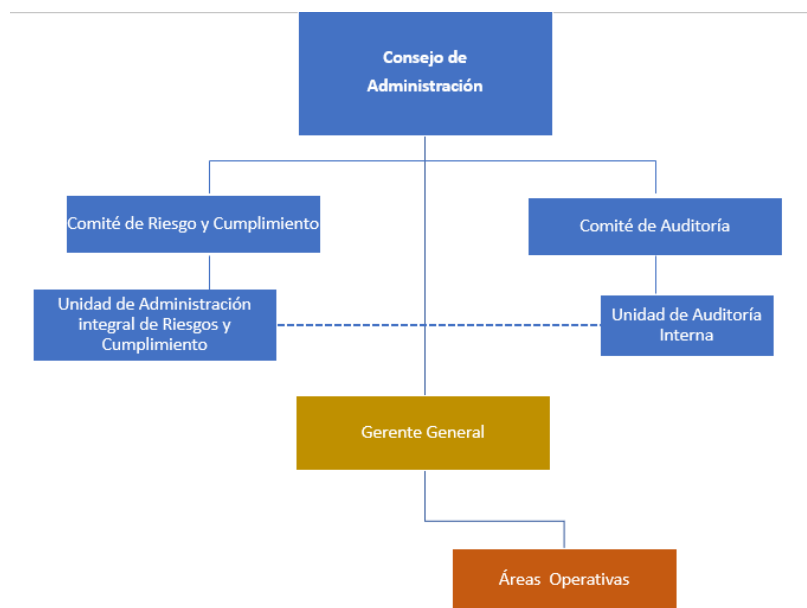 Consejo de
Administración
Comité de Riesgo y Cumplimiento
Comité de Auditoría
Unidad de Administración
integral de Riesgos y
Cumplimiento
Unidad de Auditoría
Interna
Gerente General
Áreas Operativas